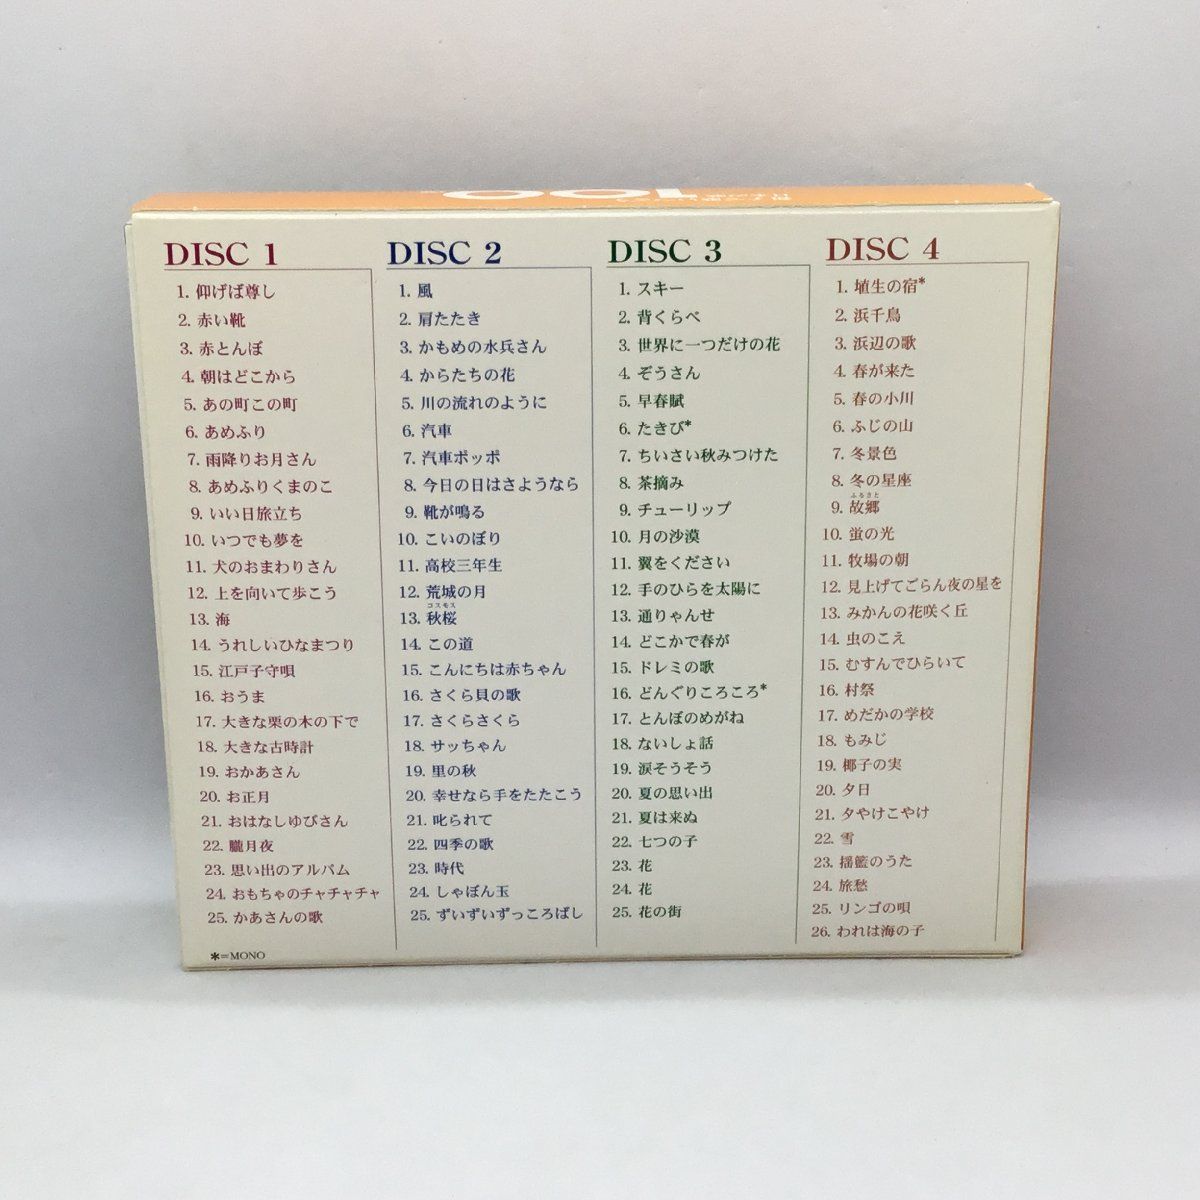 100
DISC 1
1. 仰げば尊し
2. 赤い靴
3. 赤とんぼ
4. 朝はどこから
5. あの町この町
6. あめふり
7. 雨降りお月さん
8. あめふりくまのこ
9. いい日旅立ち
10. いつでも夢を
11. 犬のおまわりさん
12. 上を向いて歩こう
13. 海
14. うれしいひなまつり
15. 江戸子守唄
16. おうま
17. 大きな栗の木の下で
18. 大きな古時計
19. おかあさん
20. お正月
21. おはなしゆびさん
22. 朧月夜
23. 思い出のアルバム
24. おもちゃのチャチャチャ
25. かあさんの歌
*=MONO
DISC 2
1. 風
2. 肩たたき
3. かもめの水兵さん
4. からたちの花
5. 川の流れのように
6. 汽車
7. 汽車ポッポ
8. 今日の日はさようなら
9. 靴が鳴る
10. こいのぼり
11. 高校三年生
12. 荒城の月
コスモス
13. 秋桜
14. この道
15. こんにちは赤ちゃん
16. さくら貝の歌
17. さくらさくら
18. サッちゃん
19. 里の秋
20. 幸せなら手をたたこう
21. 叱られて
22. 四季の歌
23. 時代
24. しゃぼん玉
25. ずいずいずっころばし
DISC 3
1. スキー
2. 背くらべ
3. 世界に一つだけの花
4. ぞうさん
5. 早春賦
6. たきび*
7. ちいさい秋みつけた
8. 茶摘み
9. チューリップ
10. 月の沙漠
11. 翼をください
12. 手のひらを太陽に
13. 通りゃんせ
14. どこかで春が
15. ドレミの歌
16. どんぐりころころ*
17. とんぼのめがね
18. ないしょ話
19. 涙そうそう
20. 夏の思い出
21. 夏は来ぬ
22. 七つの子
23. 花
24. 花
25. 花の街
DISC 4
1. 埴生の宿*
2. 浜千鳥
3. 浜辺の歌
4. 春が来た
5. 春の小川
6. ふじの山
7. 冬景色
8. 冬の星座
ふるさと
9. 故郷
10. 蛍の光
11. 牧場の朝
12. 見上げてごらん夜の星を
13. みかんの花咲く丘
14. 虫のこえ
15. むすんでひらいて
16. 村祭
17. めだかの学校
18. もみじ
19. 椰子の実
20. 夕日
21. 夕やけこやけ
22. 雪
23. 揺籃のうた
24. 旅愁
25. リンゴの唄
26. われは海の子